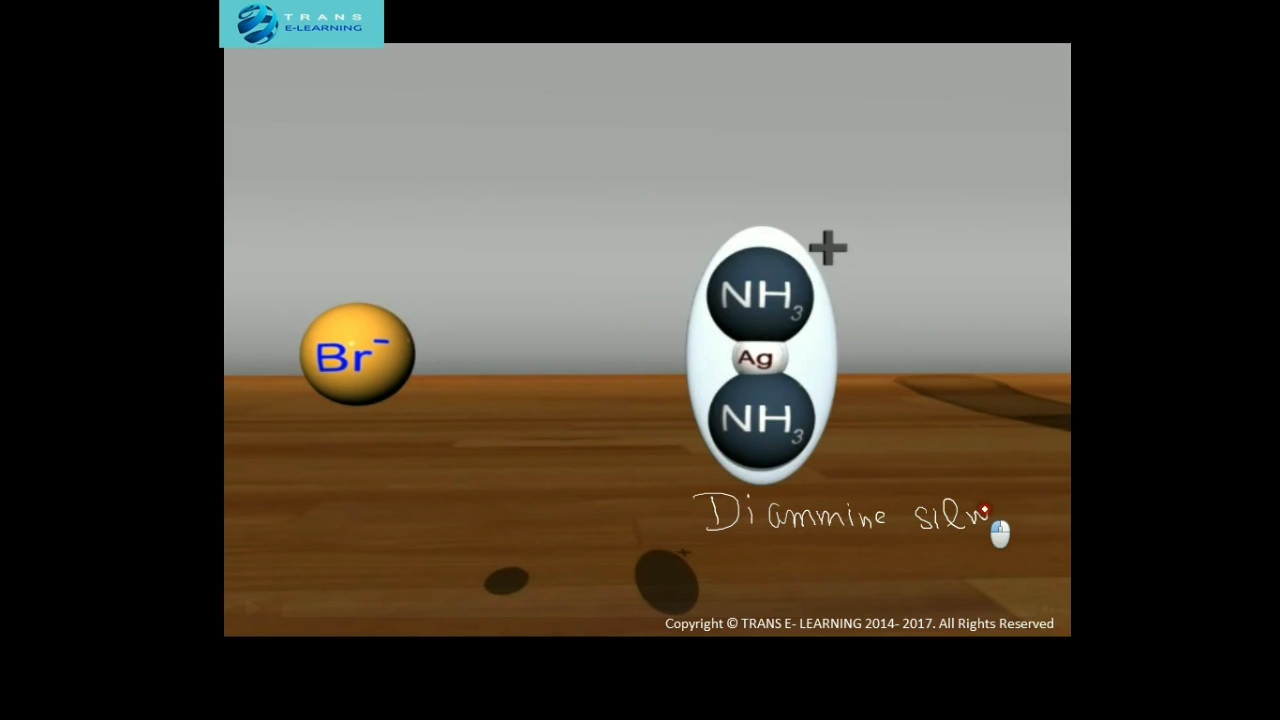 TRANS
E-LEARNING
+
NH3
Br-
Ag
NH3
Diammine silv
Copyright © TRANS E- LEARNING 2014- 2017. All Rights Reserved